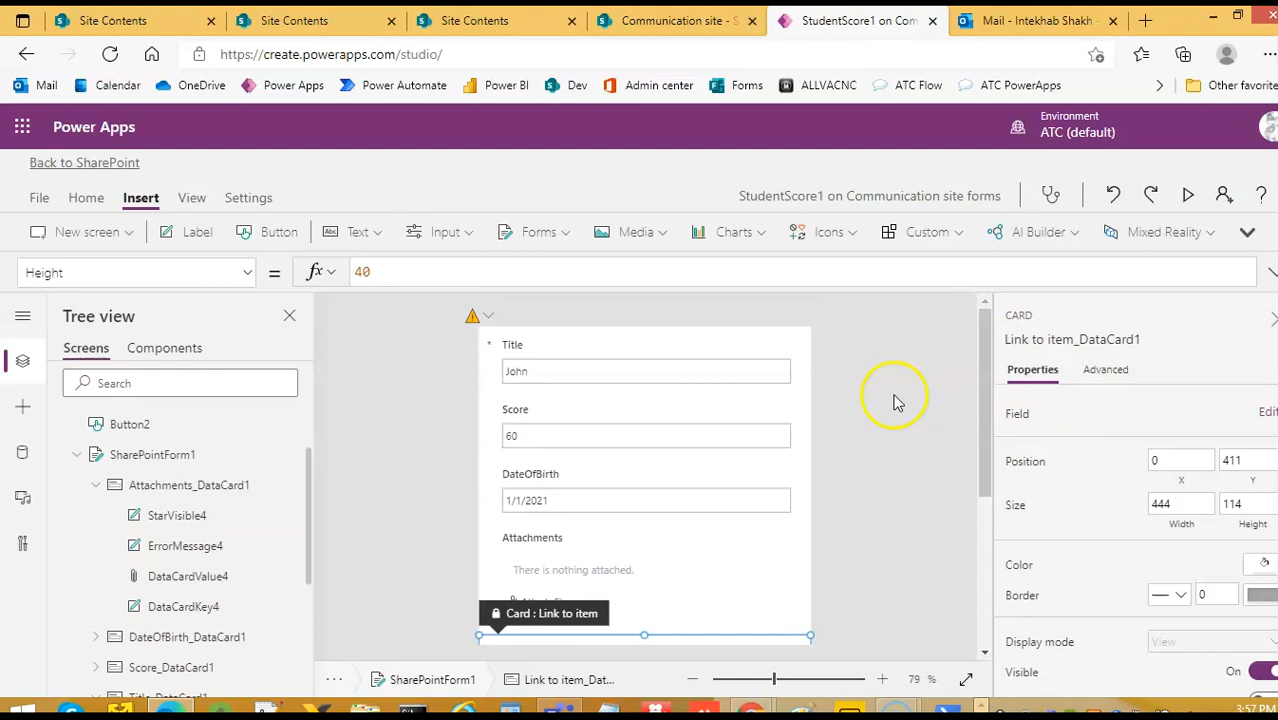 Site Contents
Site Contents
Site Contents
Communication site - S
StudentScore1 on Com
Mail - Intekhab Shakh
https://create.powerapps.com/studio/
Mail
Calendar
OneDrive
Power Apps
Power Automate
Power BI
Dev
Admin center
Forms
ALLVACNC
ATC Flow
ATC PowerApps
Other favorite
Power Apps
Environment
ATC (default)
Back to SharePoint
File
Home
Insert
View
Settings
StudentScore1 on Communication site forms
New screen
Label
Button
Text
Input
Forms
Media
Charts
Icons
Custom
AI Builder
Mixed Reality
Height
=
fx
40
Tree view
Screens
Components
Search
Button2
SharePointForm1
Attachments_DataCard1
StarVisible4
ErrorMessage4
DataCardValue4
DataCardKey4
DateOfBirth_DataCard1
Score_DataCard1
* Title
John
Score
60
DateOfBirth
1/1/2021
Attachments
There is nothing attached.
Card : Link to item
SharePointForm1
Link to item_Dat...
79 %
CARD
Link to item_DataCard1
Properties
Advanced
Field
Edit
Position
0
411
X
Y
Size
444
114
Width
Height
Color
Border
0
Display mode
View
Visible
On
3:57 PM